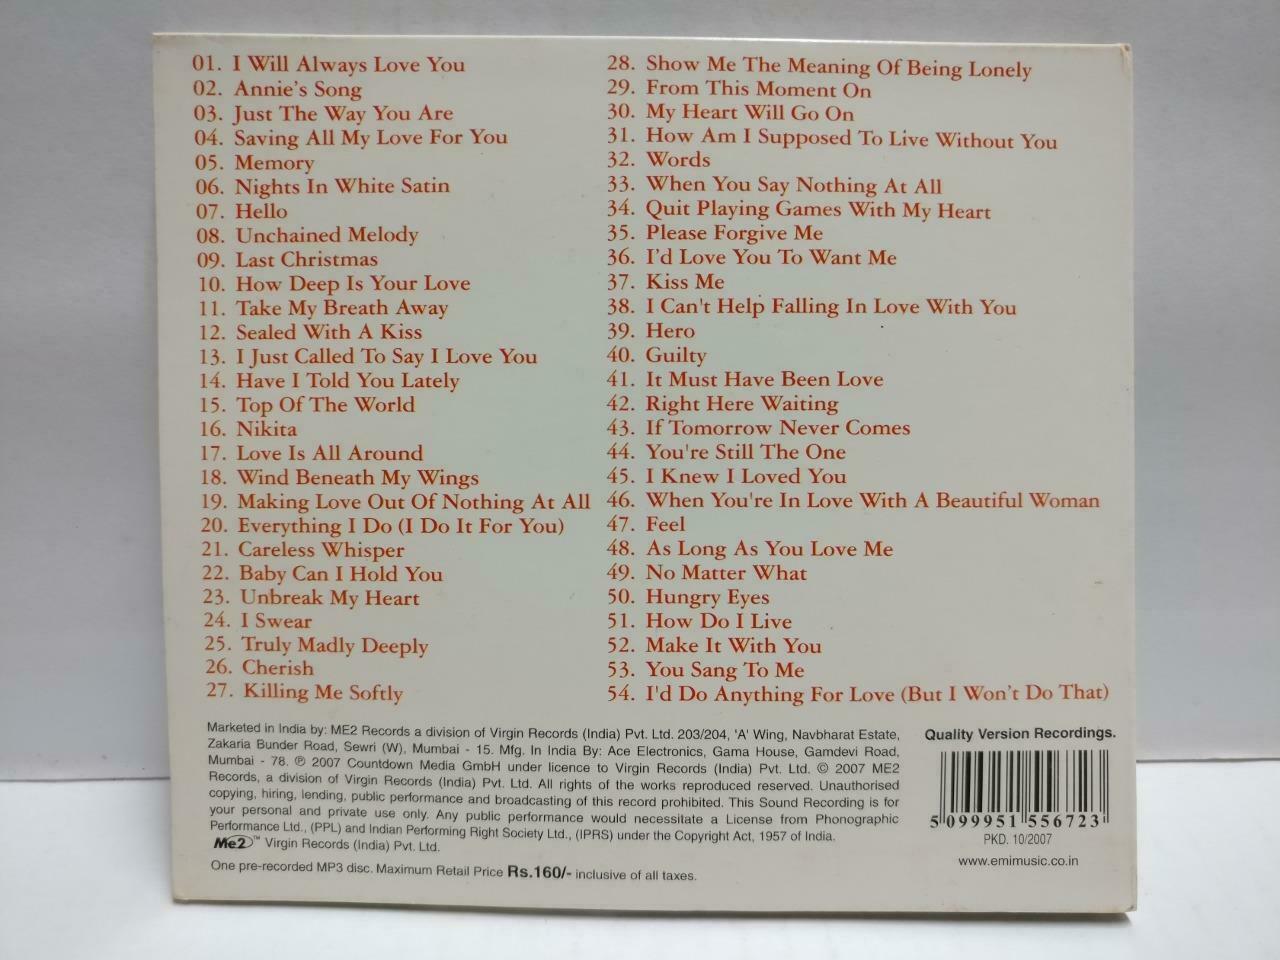 01. I Will Always Love You
02. Annie's Song
03. Just The Way You Are
04. Saving All My Love For You
05. Memory
06. Nights In White Satin
07. Hello
08. Unchained Melody
09. Last Christmas
10. How Deep Is Your Love
11. Take My Breath Away
12. Sealed With A Kiss
13. I Just Called To Say I Love You
14. Have I Told You Lately
15. Top Of The World
16. Nikita
17. Love Is All Around
18. Wind Beneath My Wings
19. Making Love Out Of Nothing At All
20. Everything I Do (I Do It For You)
21. Careless Whisper
22. Baby Can I Hold You
23. Unbreak My Heart
24. I Swear
25. Truly Madly Deeply
26. Cherish
27. Killing Me Softly
28. Show Me The Meaning Of Being Lonely
29. From This Moment On
30. My Heart Will Go On
31. How Am I Supposed To Live Without You
32. Words
33. When You Say Nothing At All
34. Quit Playing Games With My Heart
35. Please Forgive Me
36. I'd Love You To Want Me
37. Kiss Me
38. I Can't Help Falling In Love With You
39. Hero
40. Guilty
41. It Must Have Been Love
42. Right Here Waiting
43. If Tomorrow Never Comes
44. You're Still The One
45. I Knew I Loved You
46. When You're In Love With A Beautiful Woman
47. Feel
48. As Long As You Love Me
49. No Matter What
50. Hungry Eyes
51. How Do I Live
52. Make It With You
53. You Sang To Me
54. I'd Do Anything For Love (But I Won't Do That)
Marketed in India by: ME2 Records a division of Virgin Records (India) Pvt. Ltd. 203/204, 'A' Wing, Navbharat Estate,
Zakaria Bunder Road, Sewri (W), Mumbai - 15. Mfg. In India By: Ace Electronics, Gama House, Gamdevi Road,
Mumbai - 78. ℗ 2007 Countdown Media GmbH under licence to Virgin Records (India) Pvt. Ltd. © 2007 ME2
Records, a division of Virgin Records (India) Pvt. Ltd. All rights of the works reproduced reserved. Unauthorised
copying, hiring, lending, public performance and broadcasting of this record prohibited. This Sound Recording is for
your personal and private use only. Any public performance would necessitate a License from Phonographic
Performance Ltd., (PPL) and Indian Performing Right Society Ltd., (IPRS) under the Copyright Act, 1957 of India.
Me2™ Virgin Records (India) Pvt. Ltd.
One pre-recorded MP3 disc. Maximum Retail Price Rs.160/- inclusive of all taxes.
Quality Version Recordings.
5 099951 556723
PKD. 10/2007
www.emimusic.co.in